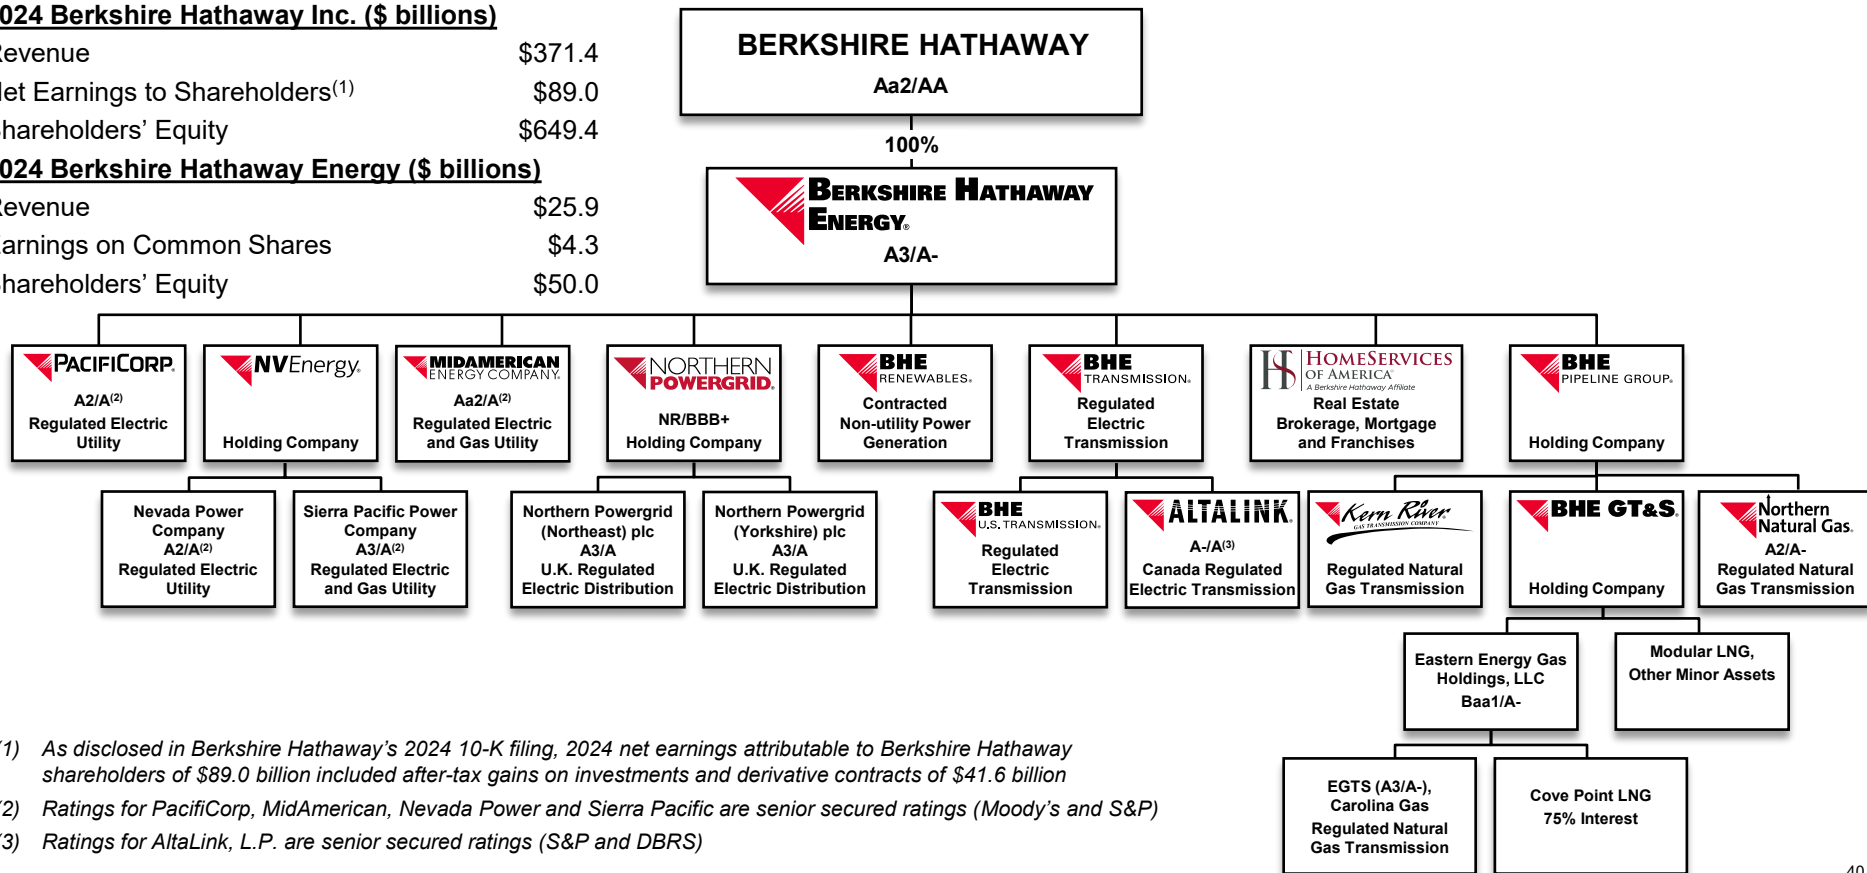 024 Berkshire Hathaway Inc. ($ billions)
Revenue $371.4
Net Earnings to Shareholders(1) $89.0
Shareholders' Equity $649.4
024 Berkshire Hathaway Energy ($ billions)
Revenue $25.9
Earnings on Common Shares $4.3
Shareholders' Equity $50.0
BERKSHIRE HATHAWAY
Aa2/AA
100%
BERKSHIRE HATHAWAY
ENERGY®
A3/A-
PACIFICORP.
A2/A(2)
Regulated Electric
Utility
NVEnergy.
Holding Company
MIDAMERICAN
ENERGY COMPANY.
Aa2/A(2)
Regulated Electric
and Gas Utility
NORTHERN
POWERGRID.
NR/BBB+
Holding Company
BHE
RENEWABLES.
Contracted
Non-utility Power
Generation
BHE
TRANSMISSION.
Regulated
Electric
Transmission
HS
HOMESERVICES
OF AMERICA
A Berkshire Hathaway Affiliate
Real Estate
Brokerage, Mortgage
and Franchises
BHE
PIPELINE GROUP.
Holding Company
Nevada Power
Company
A2/A(2)
Regulated Electric
Utility
Sierra Pacific Power
Company
A3/A(2)
Regulated Electric
and Gas Utility
Northern Powergrid
(Northeast) plc
A3/A
U.K. Regulated
Electric Distribution
Northern Powergrid
(Yorkshire) plc
A3/A
U.K. Regulated
Electric Distribution
BHE
U.S. TRANSMISSION.
Regulated
Electric
Transmission
ALTALINK.
A-/A(3)
Canada Regulated
Electric Transmission
Kern River
GAS TRANSMISSION COMPANY
Regulated Natural
Gas Transmission
BHE GT&S.
Holding Company
Northern
Natural Gas.
A2/A-
Regulated Natural
Gas Transmission
Eastern Energy Gas
Holdings, LLC
Baa1/A-
Modular LNG,
Other Minor Assets
EGTS (A3/A-),
Carolina Gas
Regulated Natural
Gas Transmission
Cove Point LNG
75% Interest
(1) As disclosed in Berkshire Hathaway's 2024 10-K filing, 2024 net earnings attributable to Berkshire Hathaway
shareholders of $89.0 billion included after-tax gains on investments and derivative contracts of $41.6 billion
(2) Ratings for PacifiCorp, MidAmerican, Nevada Power and Sierra Pacific are senior secured ratings (Moody's and S&P)
(3) Ratings for AltaLink, L.P. are senior secured ratings (S&P and DBRS)
40